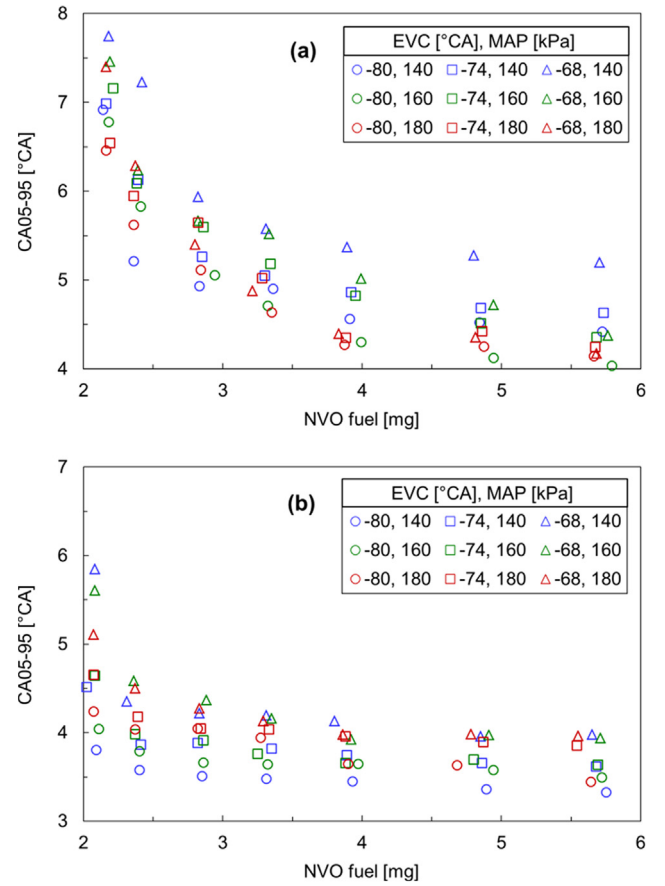 8
7
6
5
4
CA05-95 [°CA]
(a)
EVC [°CA], MAP [kPa]
-80, 140 -74, 140 -68, 140
-80, 160 -74, 160 -68, 160
-80, 180 -74, 180 -68, 180
2 3 4 5 6
NVO fuel [mg]
7
6
5
4
3
CA05-95 [°CA]
(b)
EVC [°CA], MAP [kPa]
-80, 140 -74, 140 -68, 140
-80, 160 -74, 160 -68, 160
-80, 180 -74, 180 -68, 180
2 3 4 5 6
NVO fuel [mg]